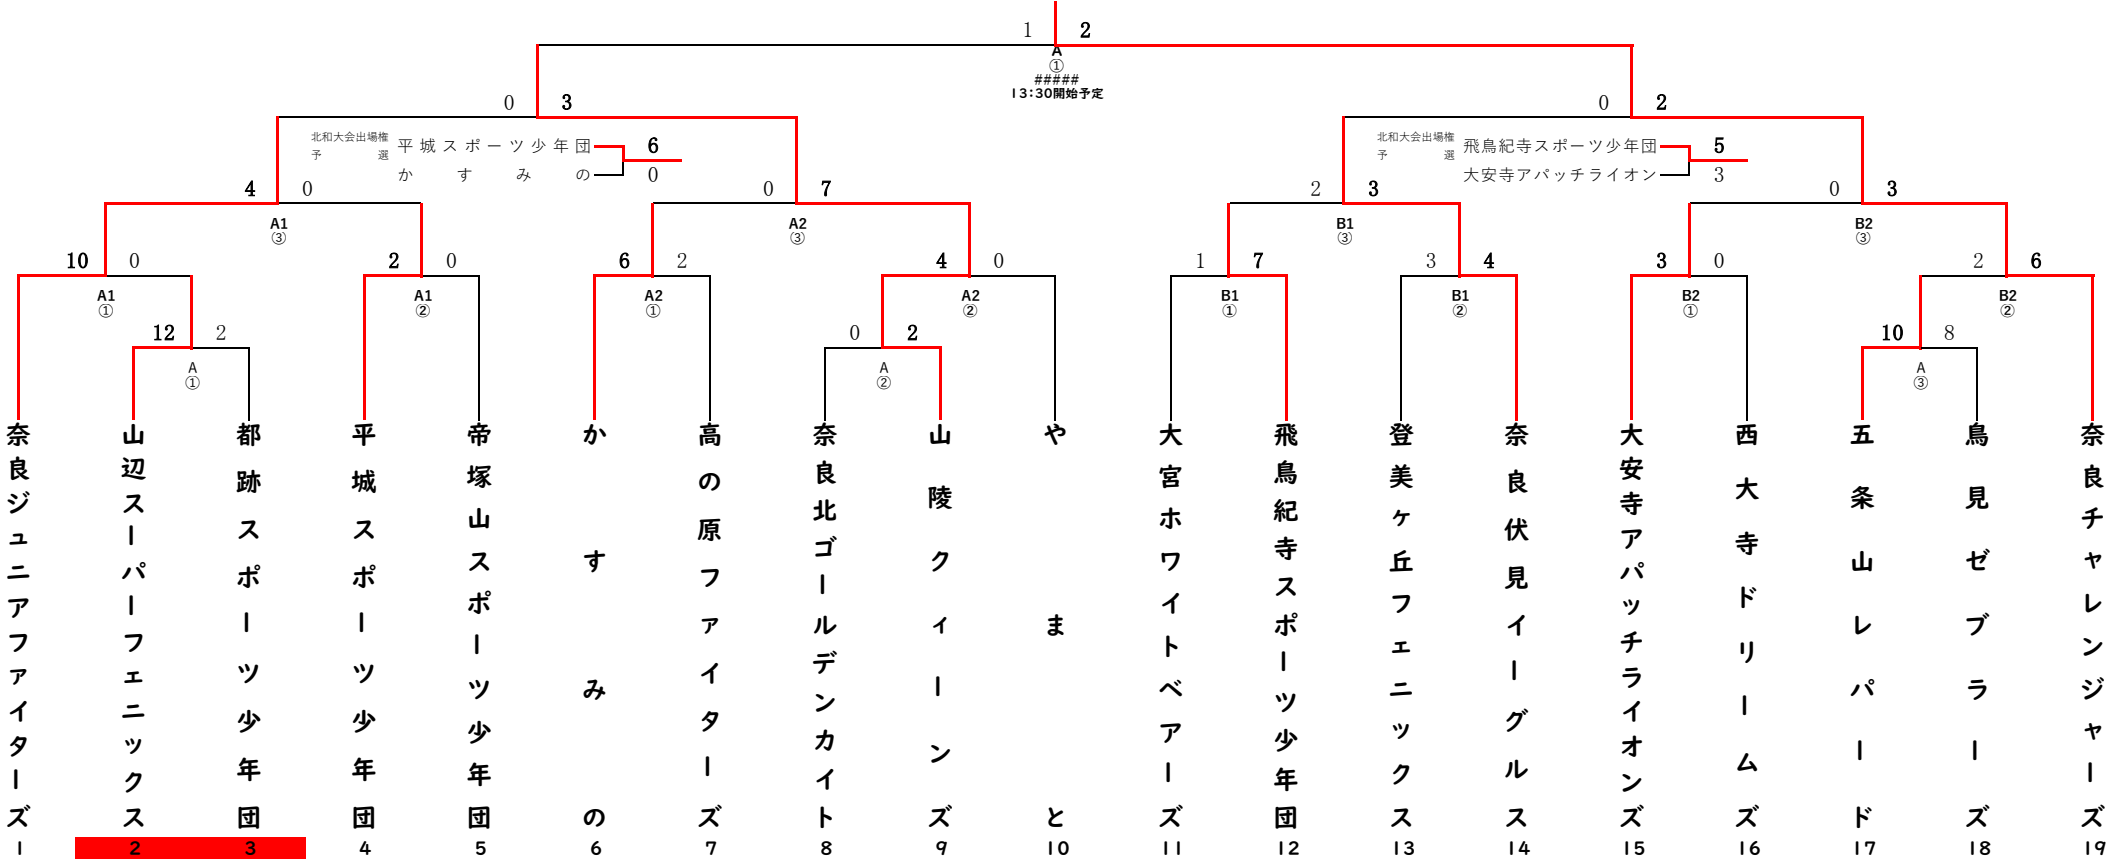 1 2
A
①
#####
13:30開始予定
0 3
0 2
北和大会出場権
予選
平城スポーツ少年団 6
かすみの 0
北和大会出場権
予選
飛鳥紀寺スポーツ少年団 5
大安寺アパッチライオン 3
4 0
0 7
2 3
0 3
A1
③
A2
③
B1
③
B2
③
10 0
2 0
6 2
4 0
1 7
3 4
3 0
2 6
A1
①
A1
②
A2
①
A2
②
B1
①
B1
②
B2
①
B2
②
12 2
0 2
10 8
A
①
A
②
A
③
奈良ジュニアファイターズ
山辺スーパーフェニックス
都跡スポーツ少年団
平城スポーツ少年団
帝塚山スポーツ少年団
かすみの
高の原ファイターズ
奈良北ゴールデンカイト
山陵クィーンズ
やまと
大宮ホワイトベアーズ
飛鳥紀寺スポーツ少年団
登美ヶ丘フェニックス
奈良伏見イーグルス
大安寺アパッチライオンズ
西大寺ドリームズ
五条山レパード
鳥見ゼブラーズ
奈良チャレンジャーズ
1 2 3 4 5 6 7 8 9 10 11 12 13 14 15 16 17 18 19